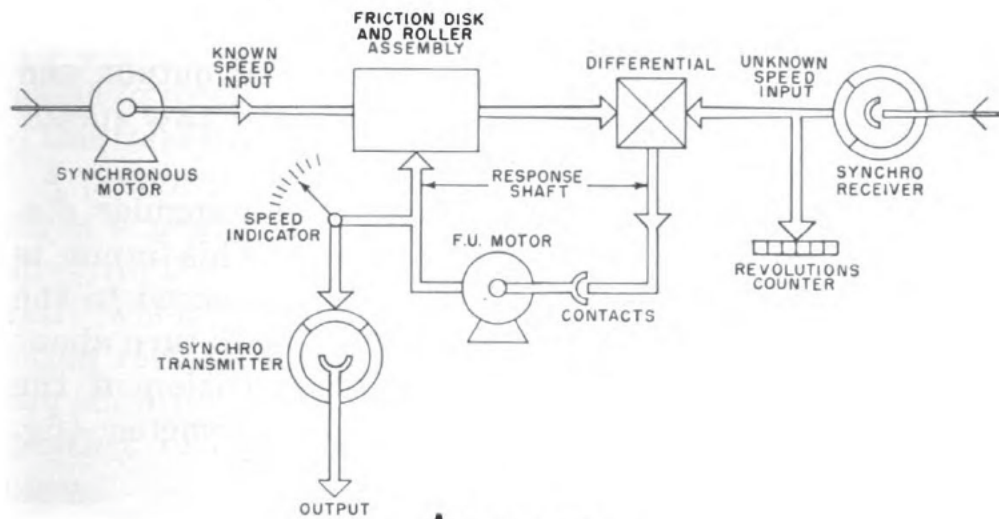 FRICTION DISK
AND ROLLER
ASSEMBLY
KNOWN
SPEED
INPUT
DIFFERENTIAL
UNKNOWN
SPEED
INPUT
SYNCHRONOUS
MOTOR
SYNCHRO
RECEIVER
RESPONSE
SHAFT
SPEED
INDICATOR
F.U. MOTOR
REVOLUTIONS
COUNTER
CONTACTS
SYNCHRO
TRANSMITTER
OUTPUT